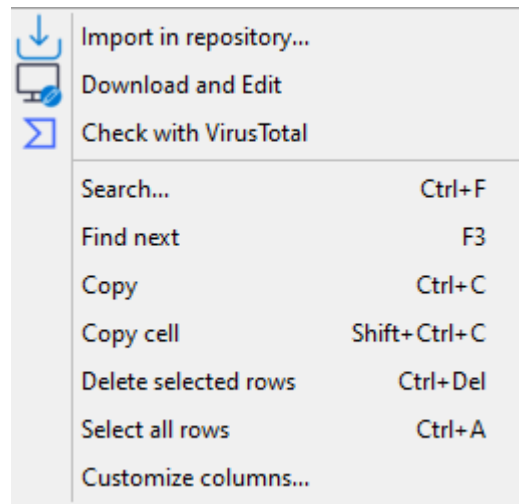 Import in repository...
Download and Edit
Check with VirusTotal
Search... Ctrl+F
Find next F3
Copy Ctrl+C
Copy cell Shift+Ctrl+C
Delete selected rows Ctrl+Del
Select all rows Ctrl+A
Customize columns...